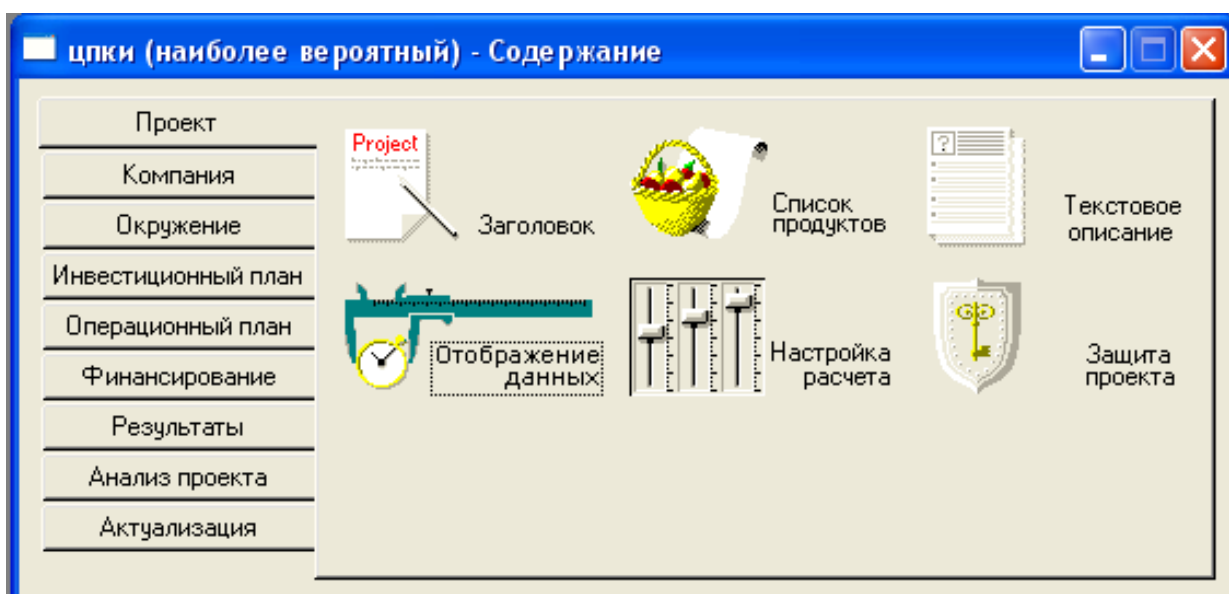 цпки (наиболее вероятный) - Содержание
Проект
Компания
Окружение
Инвестиционный план
Операционный план
Финансирование
Результаты
Анализ проекта
Актуализация
Project
Заголовок
Список
продуктов
?
Текстовое
описание
Отображение
данных
Настройка
расчета
Защита
проекта